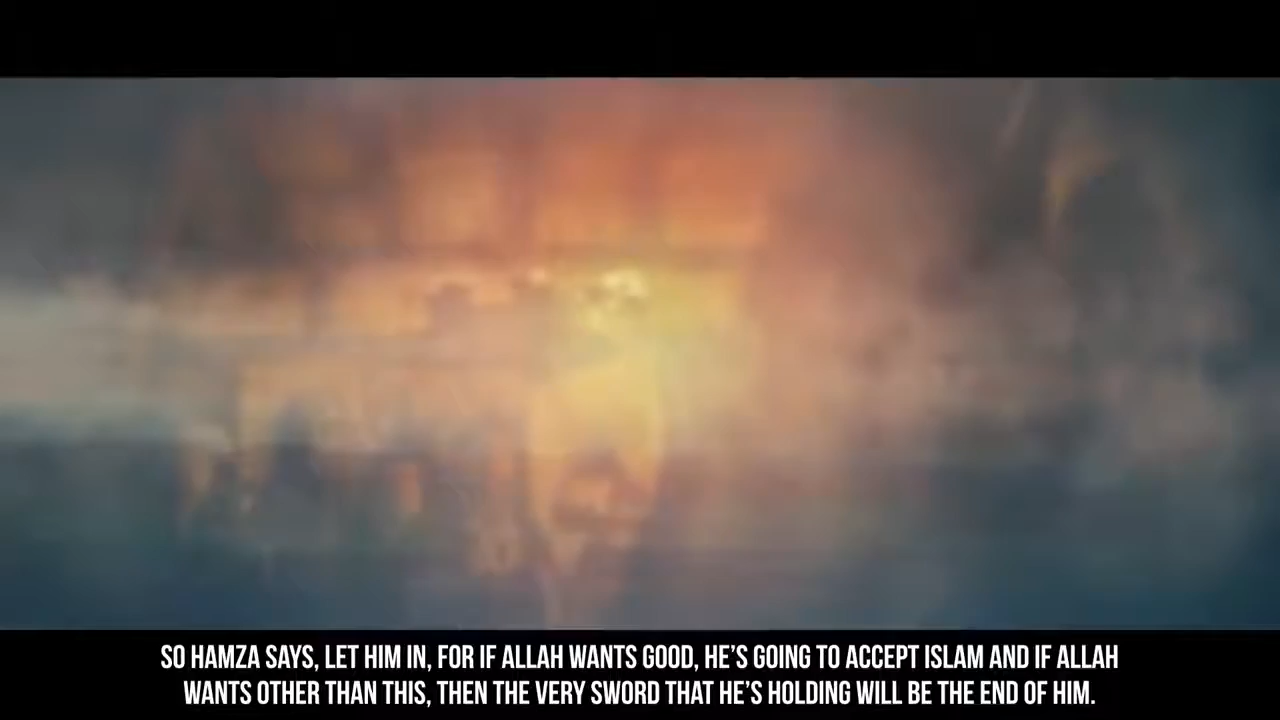 SO HAMZA SAYS, LET HIM IN, FOR IF ALLAH WANTS GOOD, HE'S GOING TO ACCEPT ISLAM AND IF ALLAH
WANTS OTHER THAN THIS, THEN THE VERY SWORD THAT HE'S HOLDING WILL BE THE END OF HIM.